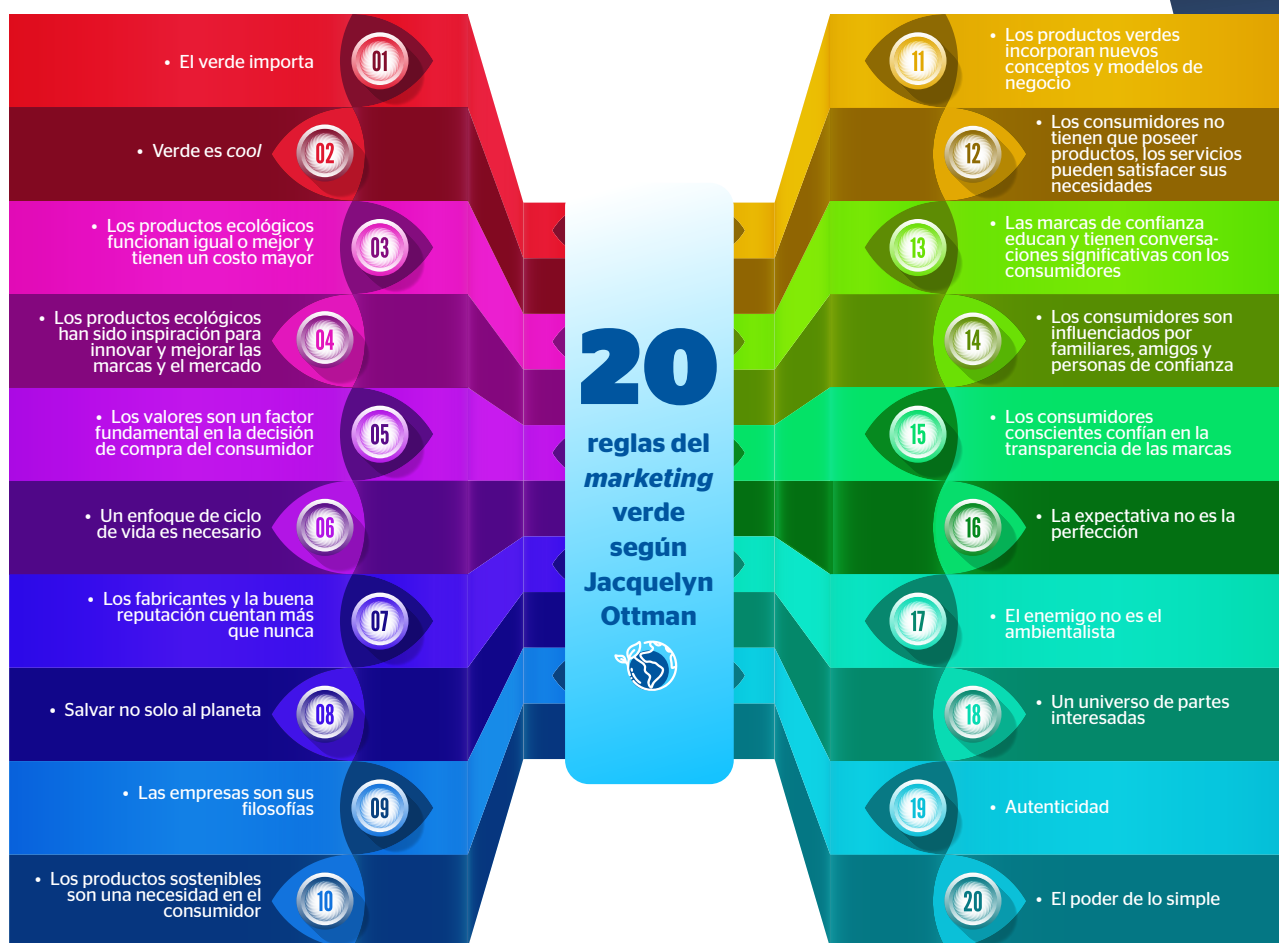 20
reglas del
marketing
verde
según
Jacquelyn
Ottman
01
• El verde importa
02
• Verde es cool
03
• Los productos ecológicos
funcionan igual o mejor y
tienen un costo mayor
04
• Los productos ecológicos
han sido inspiración para
innovar y mejorar las
marcas y el mercado
05
• Los valores son un factor
fundamental en la decisión
de compra del consumidor
06
• Un enfoque de ciclo
de vida es necesario
07
• Los fabricantes y la buena
reputación cuentan más
que nunca
08
• Salvar no solo al planeta
09
• Las empresas son sus
filosofías
10
• Los productos sostenibles
son una necesidad en el
consumidor
11
• Los productos verdes
incorporan nuevos
conceptos y modelos de
negocio
12
• Los consumidores no
tienen que poseer
productos, los servicios
pueden satisfacer sus
necesidades
13
• Las marcas de confianza
educan y tienen conversa-
ciones significativas con los
consumidores
14
• Los consumidores son
influenciados por
familiares, amigos y
personas de confianza
15
• Los consumidores
conscientes confían en la
transparencia de las marcas
16
• La expectativa no es la
perfección
17
• El enemigo no es el
ambientalista
18
• Un universo de partes
interesadas
19
• Autenticidad
20
• El poder de lo simple